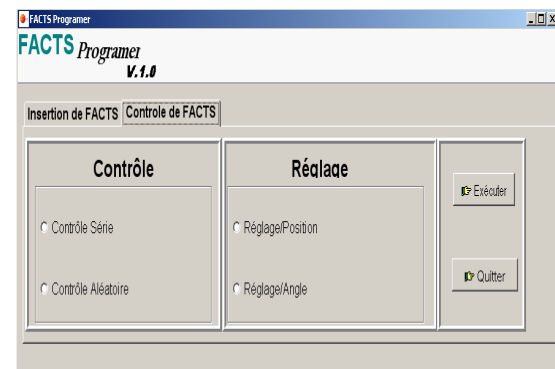 FACTS Programer
FACTS Programer
V.1.0
Insertion de FACTS Controle de FACTS
Contrôle
Contrôle Série
Contrôle Aléatoire
Réglage
Réglage/Position
Réglage/Angle
Exécuter
Quitter